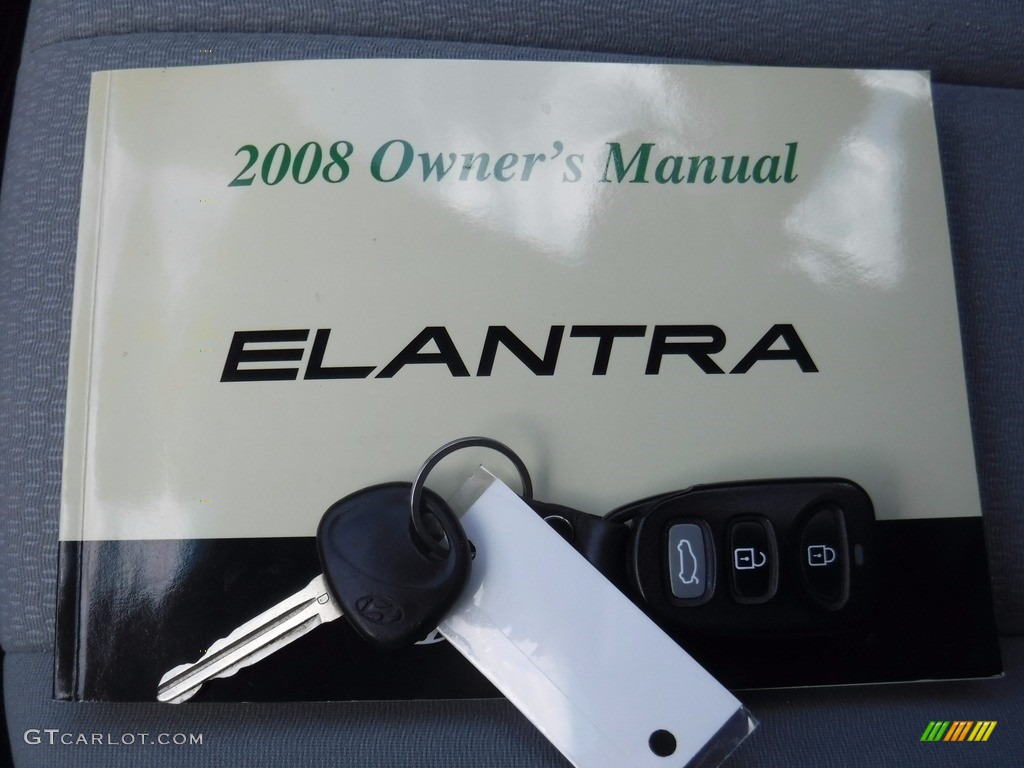 2008 Owner's Manual
ELANTRA
GTCARLOT.COM